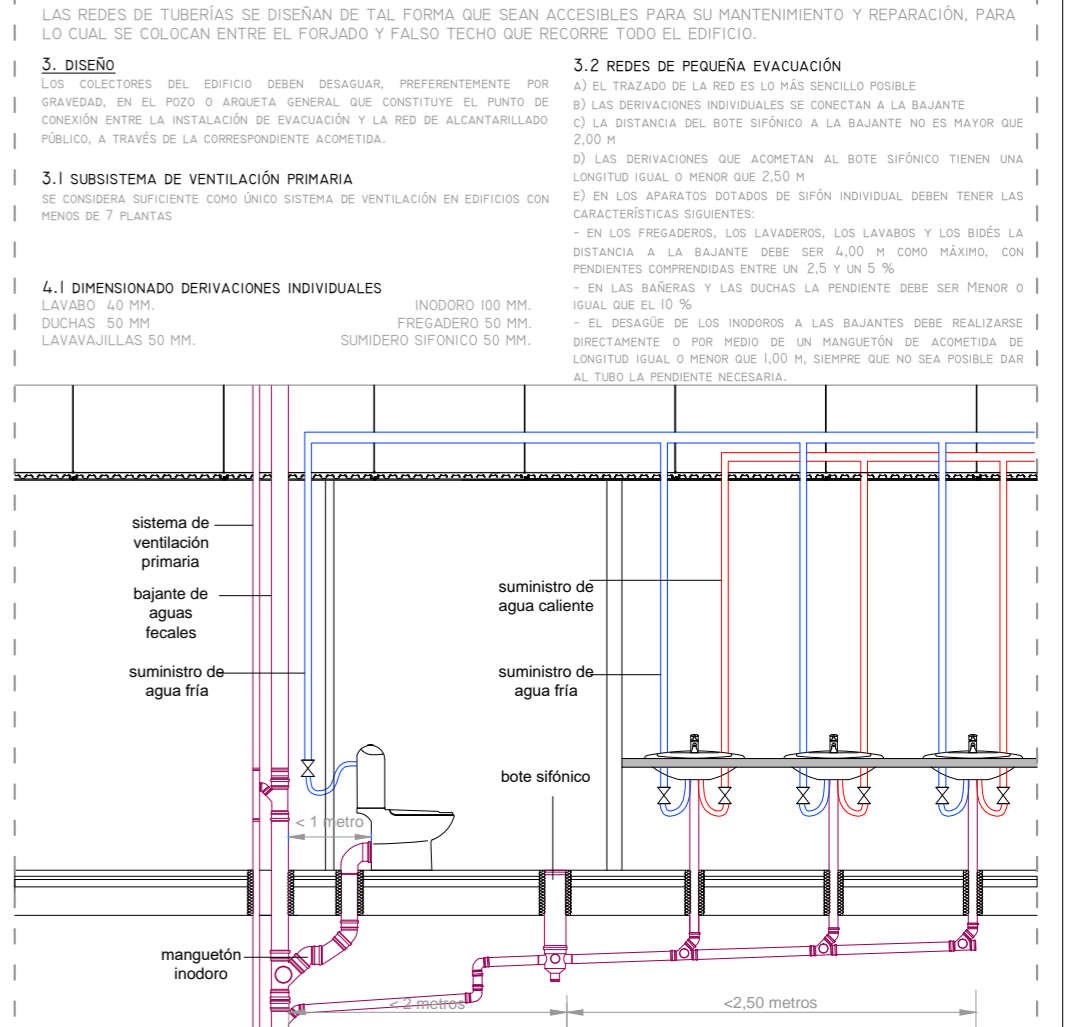 LAS REDES DE TUBERÍAS SE DISEÑAN DE TAL FORMA QUE SEAN ACCESIBLES PARA SU MANTENIMIENTO Y REPARACIÓN, PARA
LO CUAL SE COLOCAN ENTRE EL FORJADO Y FALSO TECHO QUE RECORRE TODO EL EDIFICIO.
3. DISEÑO
LOS COLECTORES DEL EDIFICIO DEBEN DESAGUAR, PREFERENTEMENTE POR
GRAVEDAD, EN EL POZO O ARQUETA GENERAL QUE CONSTITUYE EL PUNTO DE
CONEXIÓN ENTRE LA INSTALACIÓN DE EVACUACIÓN Y LA RED DE ALCANTARILLADO
PÚBLICO, A TRAVÉS DE LA CORRESPONDIENTE ACOMETIDA.
3.1 SUBSISTEMA DE VENTILACIÓN PRIMARIA
SE CONSIDERA SUFICIENTE COMO ÚNICO SISTEMA DE VENTILACIÓN EN EDIFICIOS CON
MENOS DE 7 PLANTAS
4.1 DIMENSIONADO DERIVACIONES INDIVIDUALES
LAVABO 40 MM. INODORO 100 MM.
DUCHAS 50 MM FREGADERO 50 MM.
LAVAVAJILLAS 50 MM. SUMIDERO SIFONICO 50 MM.
3.2 REDES DE PEQUEÑA EVACUACIÓN
A) EL TRAZADO DE LA RED ES LO MÁS SENCILLO POSIBLE
B) LAS DERIVACIONES INDIVIDUALES SE CONECTAN A LA BAJANTE
C) LA DISTANCIA DEL BOTE SIFÓNICO A LA BAJANTE NO ES MAYOR QUE
2,00 M
D) LAS DERIVACIONES QUE ACOMETAN AL BOTE SIFÓNICO TIENEN UNA
LONGITUD IGUAL O MENOR QUE 2,50 M
E) EN LOS APARATOS DOTADOS DE SIFÓN INDIVIDUAL DEBEN TENER LAS
CARACTERÍSTICAS SIGUIENTES:
- EN LOS FREGADEROS, LOS LAVADEROS, LOS LAVABOS Y LOS BIDÉS LA
DISTANCIA A LA BAJANTE DEBE SER 4,00 M COMO MÁXIMO, CON
PENDIENTES COMPRENDIDAS ENTRE UN 2,5 Y UN 5 %
- EN LAS BAÑERAS Y LAS DUCHAS LA PENDIENTE DEBE SER MENOR O
IGUAL QUE EL 10 %
- EL DESAGÜE DE LOS INODOROS A LAS BAJANTES DEBE REALIZARSE
DIRECTAMENTE O POR MEDIO DE UN MANGUETÓN DE ACOMETIDA DE
LONGITUD IGUAL O MENOR QUE 1,00 M, SIEMPRE QUE NO SEA POSIBLE DAR
AL TUBO LA PENDIENTE NECESARIA.
sistema de
ventilación
primaria
bajante de
aguas
fecales
suministro de
agua fría
suministro de
agua caliente
suministro de
agua fría
bote sifónico
< 1 metro
manguetón
inodoro
< 2 metros
<2,50 metros